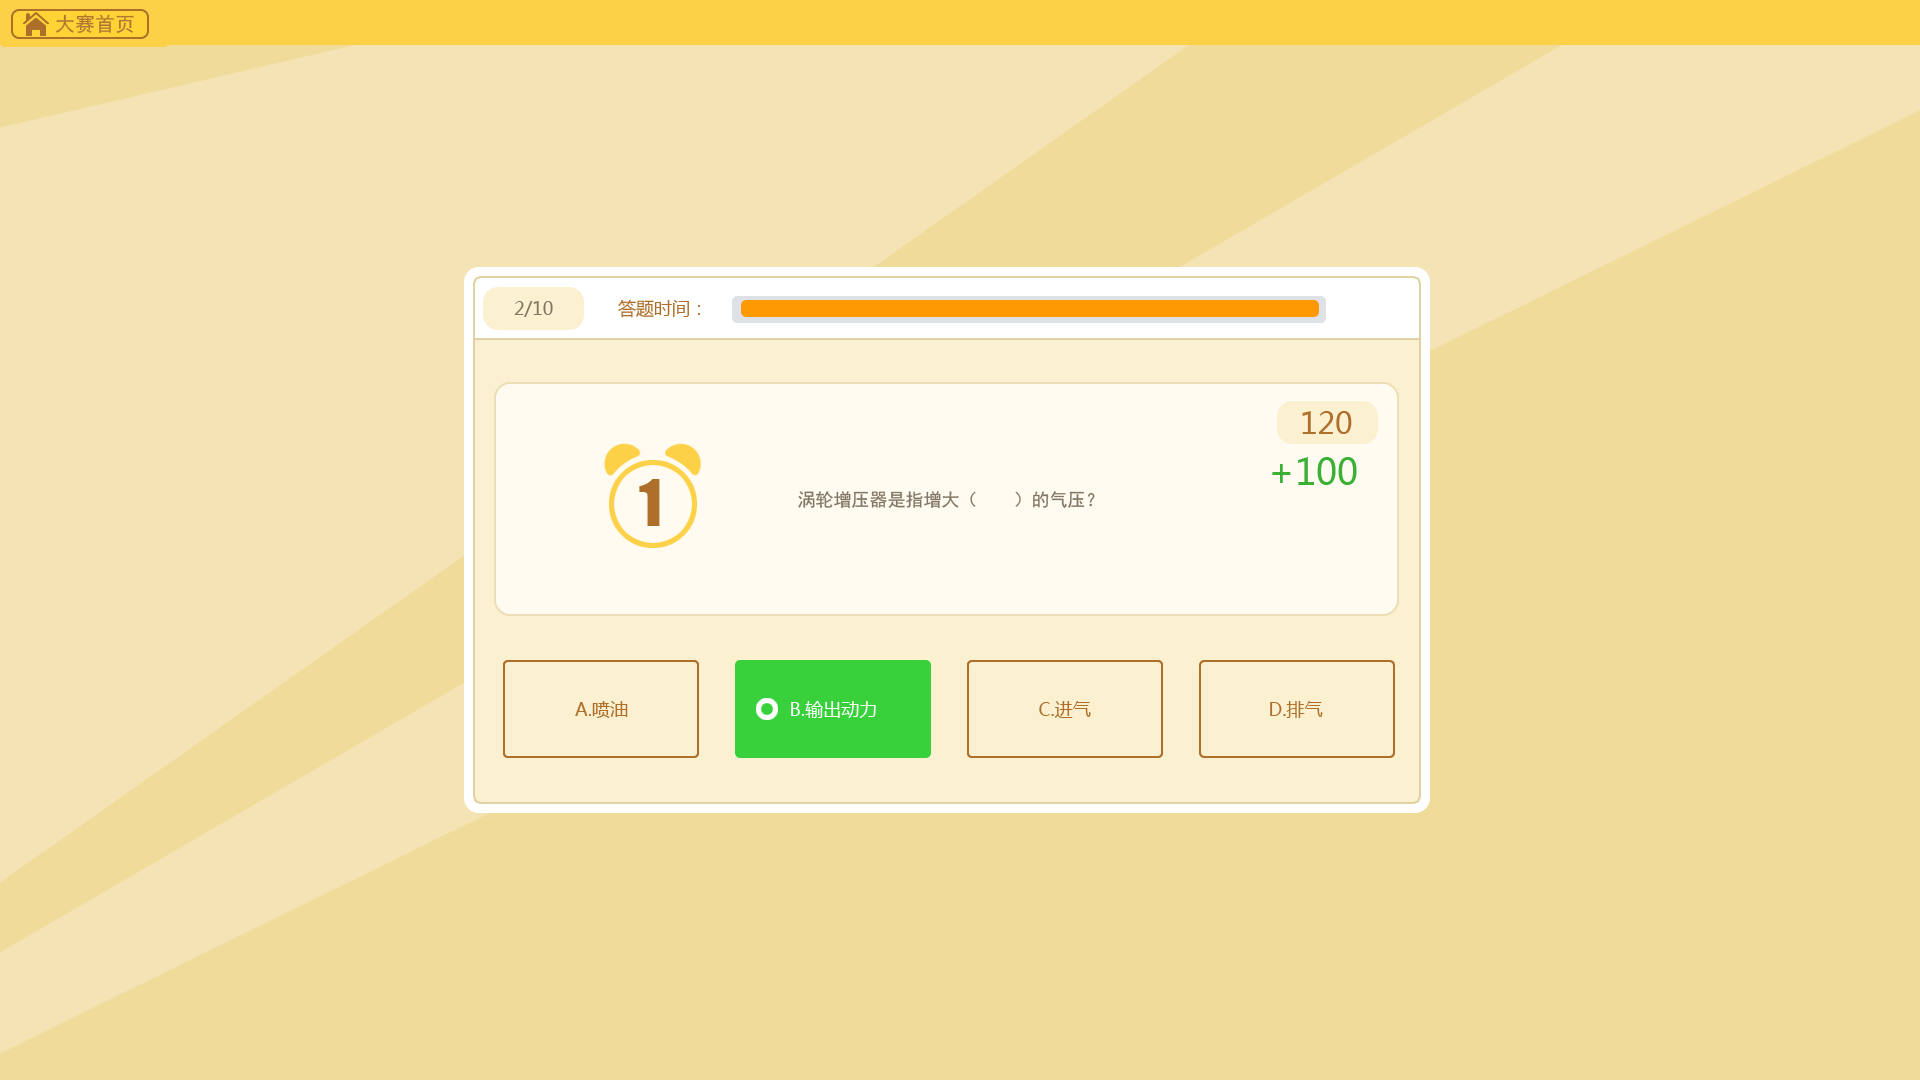 大赛首页
2/10
答题时间：
120
+100
1
涡轮增压器是指增大（　　）的气压？
A.喷油
B.输出动力
C.进气
D.排气